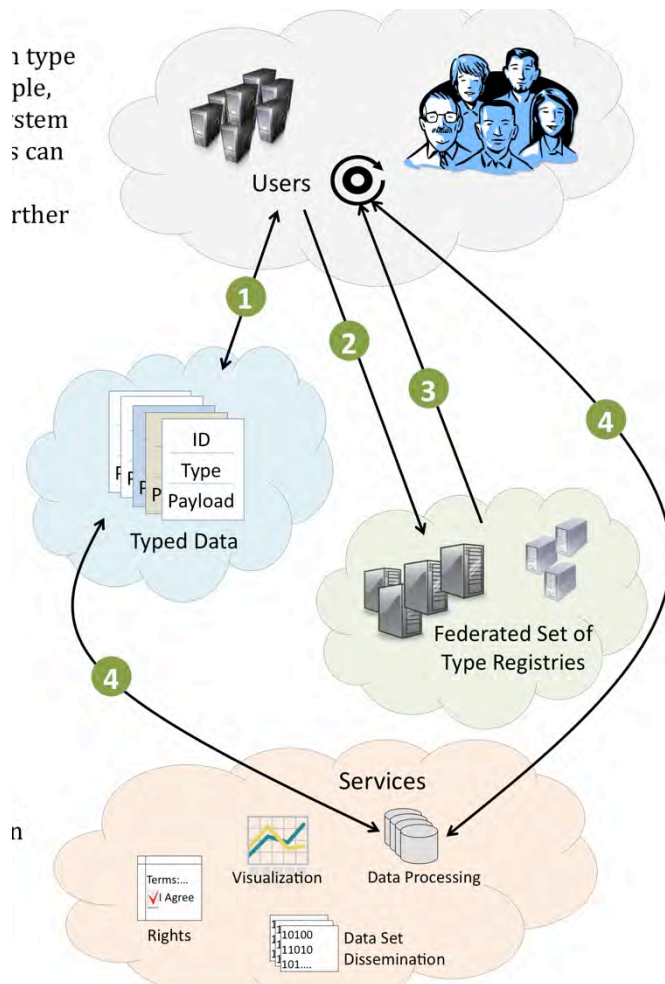 n type
ple,
ystem
s can
rther
Users
1
2
3
4
ID
Type
Payload
Typed Data
Federated Set of
Type Registries
4
Services
n
Visualization
Data Processing
Terms:...
I Agree
Rights
10100
11010
101....
Data Set
Dissemination